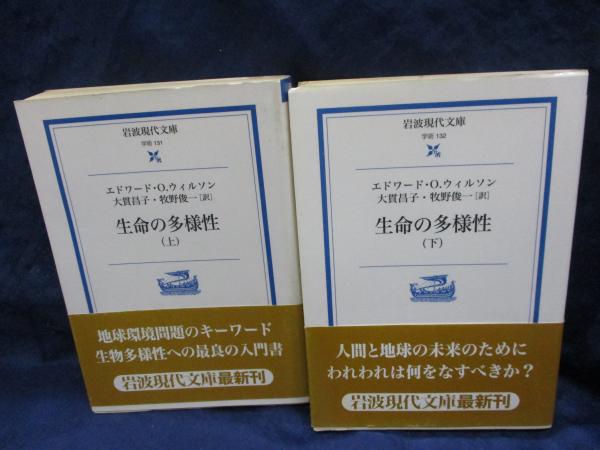 岩波現代文庫
学術 131
エドワード・O.ウィルソン
大貫昌子・牧野俊一[訳]
生命の多様性
(上)
地球環境問題のキーワード
生物多様性への最良の入門書
岩波現代文庫最新刊
岩波現代文庫
学術 132
エドワード・O.ウィルソン
大貫昌子・牧野俊一[訳]
生命の多様性
(下)
人間と地球の未来のために
われわれは何をなすべきか?
岩波現代文庫最新刊